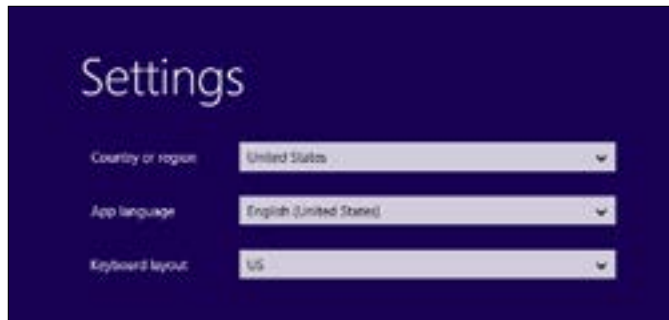 Settings
Country or region United States
App language English (United States)
Keyboard layout US